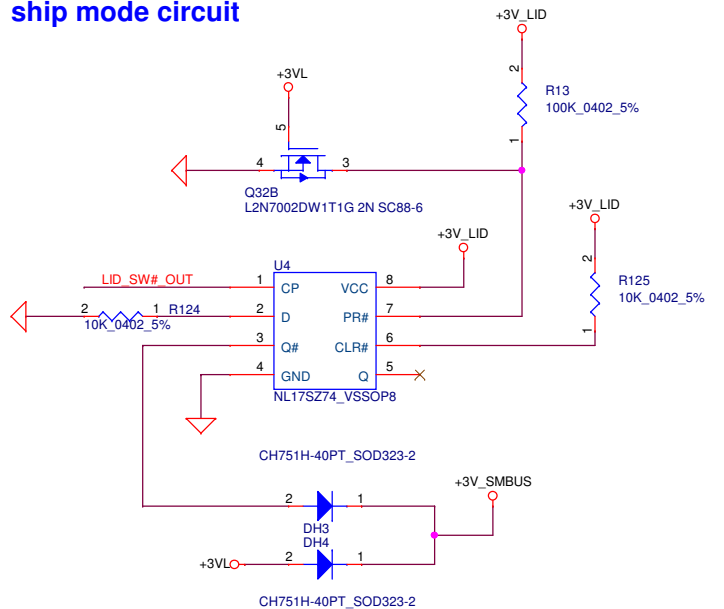 ship mode circuit
+3V_LID
+3VL
2
R13
100K_0402_5%
1
5
4
3
Q32B
L2N7002DW1T1G 2N SC88-6
+3V_LID
+3V_LID
U4
2
R125
10K_0402_5%
1
LID_SW#_OUT
1
CP
VCC
8
2
1
R124
10K_0402_5%
2
D
PR#
7
3
Q#
CLR#
6
4
GND
Q
5
NL17SZ74_VSSOP8
CH751H-40PT_SOD323-2
+3V_SMBUS
2
1
DH3
DH4
+3VL
2
1
CH751H-40PT_SOD323-2